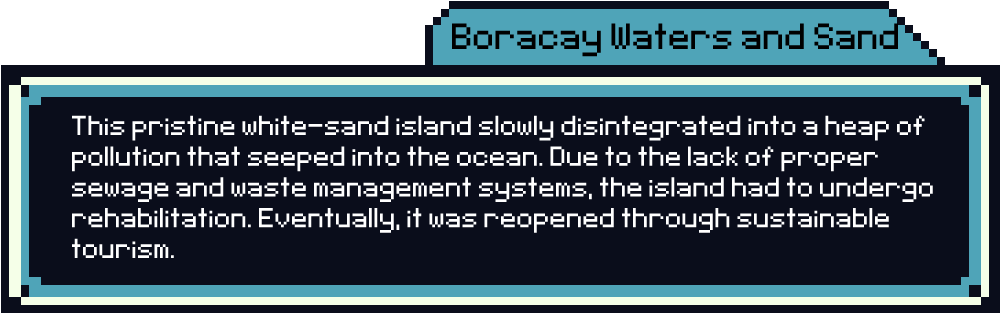 Boracay Waters and Sand
This pristine white-sand island slowly disintegrated into a heap of
pollution that seeped into the ocean. Due to the lack of proper
sewage and waste management systems, the island had to undergo
rehabilitation. Eventually, it was reopened through sustainable
tourism.